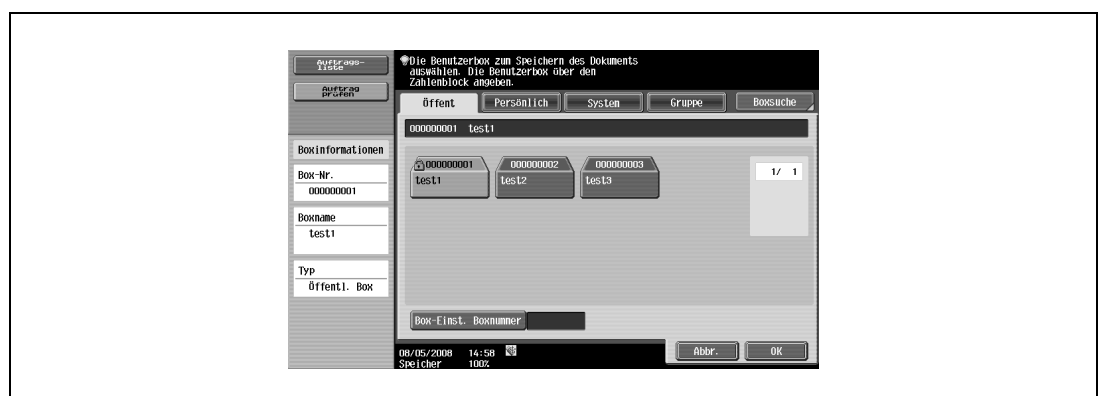 Auftrags-
liste
Auftrag
prüfen
Die Benutzerbox zum Speichern des Dokuments
auswählen. Die Benutzerbox über den
Zahlenblock angeben.
Öffent Persönlich System Gruppe Boxsuche
000000001 test1
Boxinformationen
Box-Nr.
000000001
Boxname
test1
Typ
Öffentl. Box
000000001 000000002 000000003
test1 test2 test3
1/ 1
Box-Einst. Boxnummer
08/05/2008 14:58
Speicher 100%
Abbr. OK